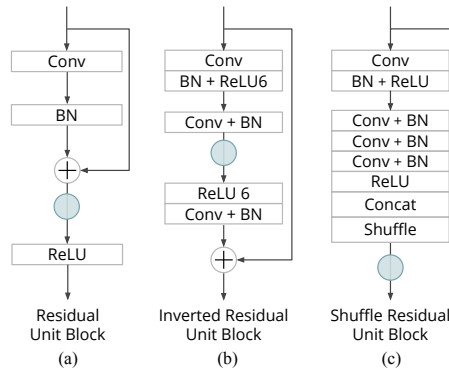 Conv
BN
ReLU
Residual
Unit Block
(a)
Conv
BN + ReLU6
Conv + BN
ReLU 6
Conv + BN
Inverted Residual
Unit Block
(b)
Conv
BN + ReLU
Conv + BN
Conv + BN
Conv + BN
ReLU
Concat
Shuffle
Shuffle Residual
Unit Block
(c)